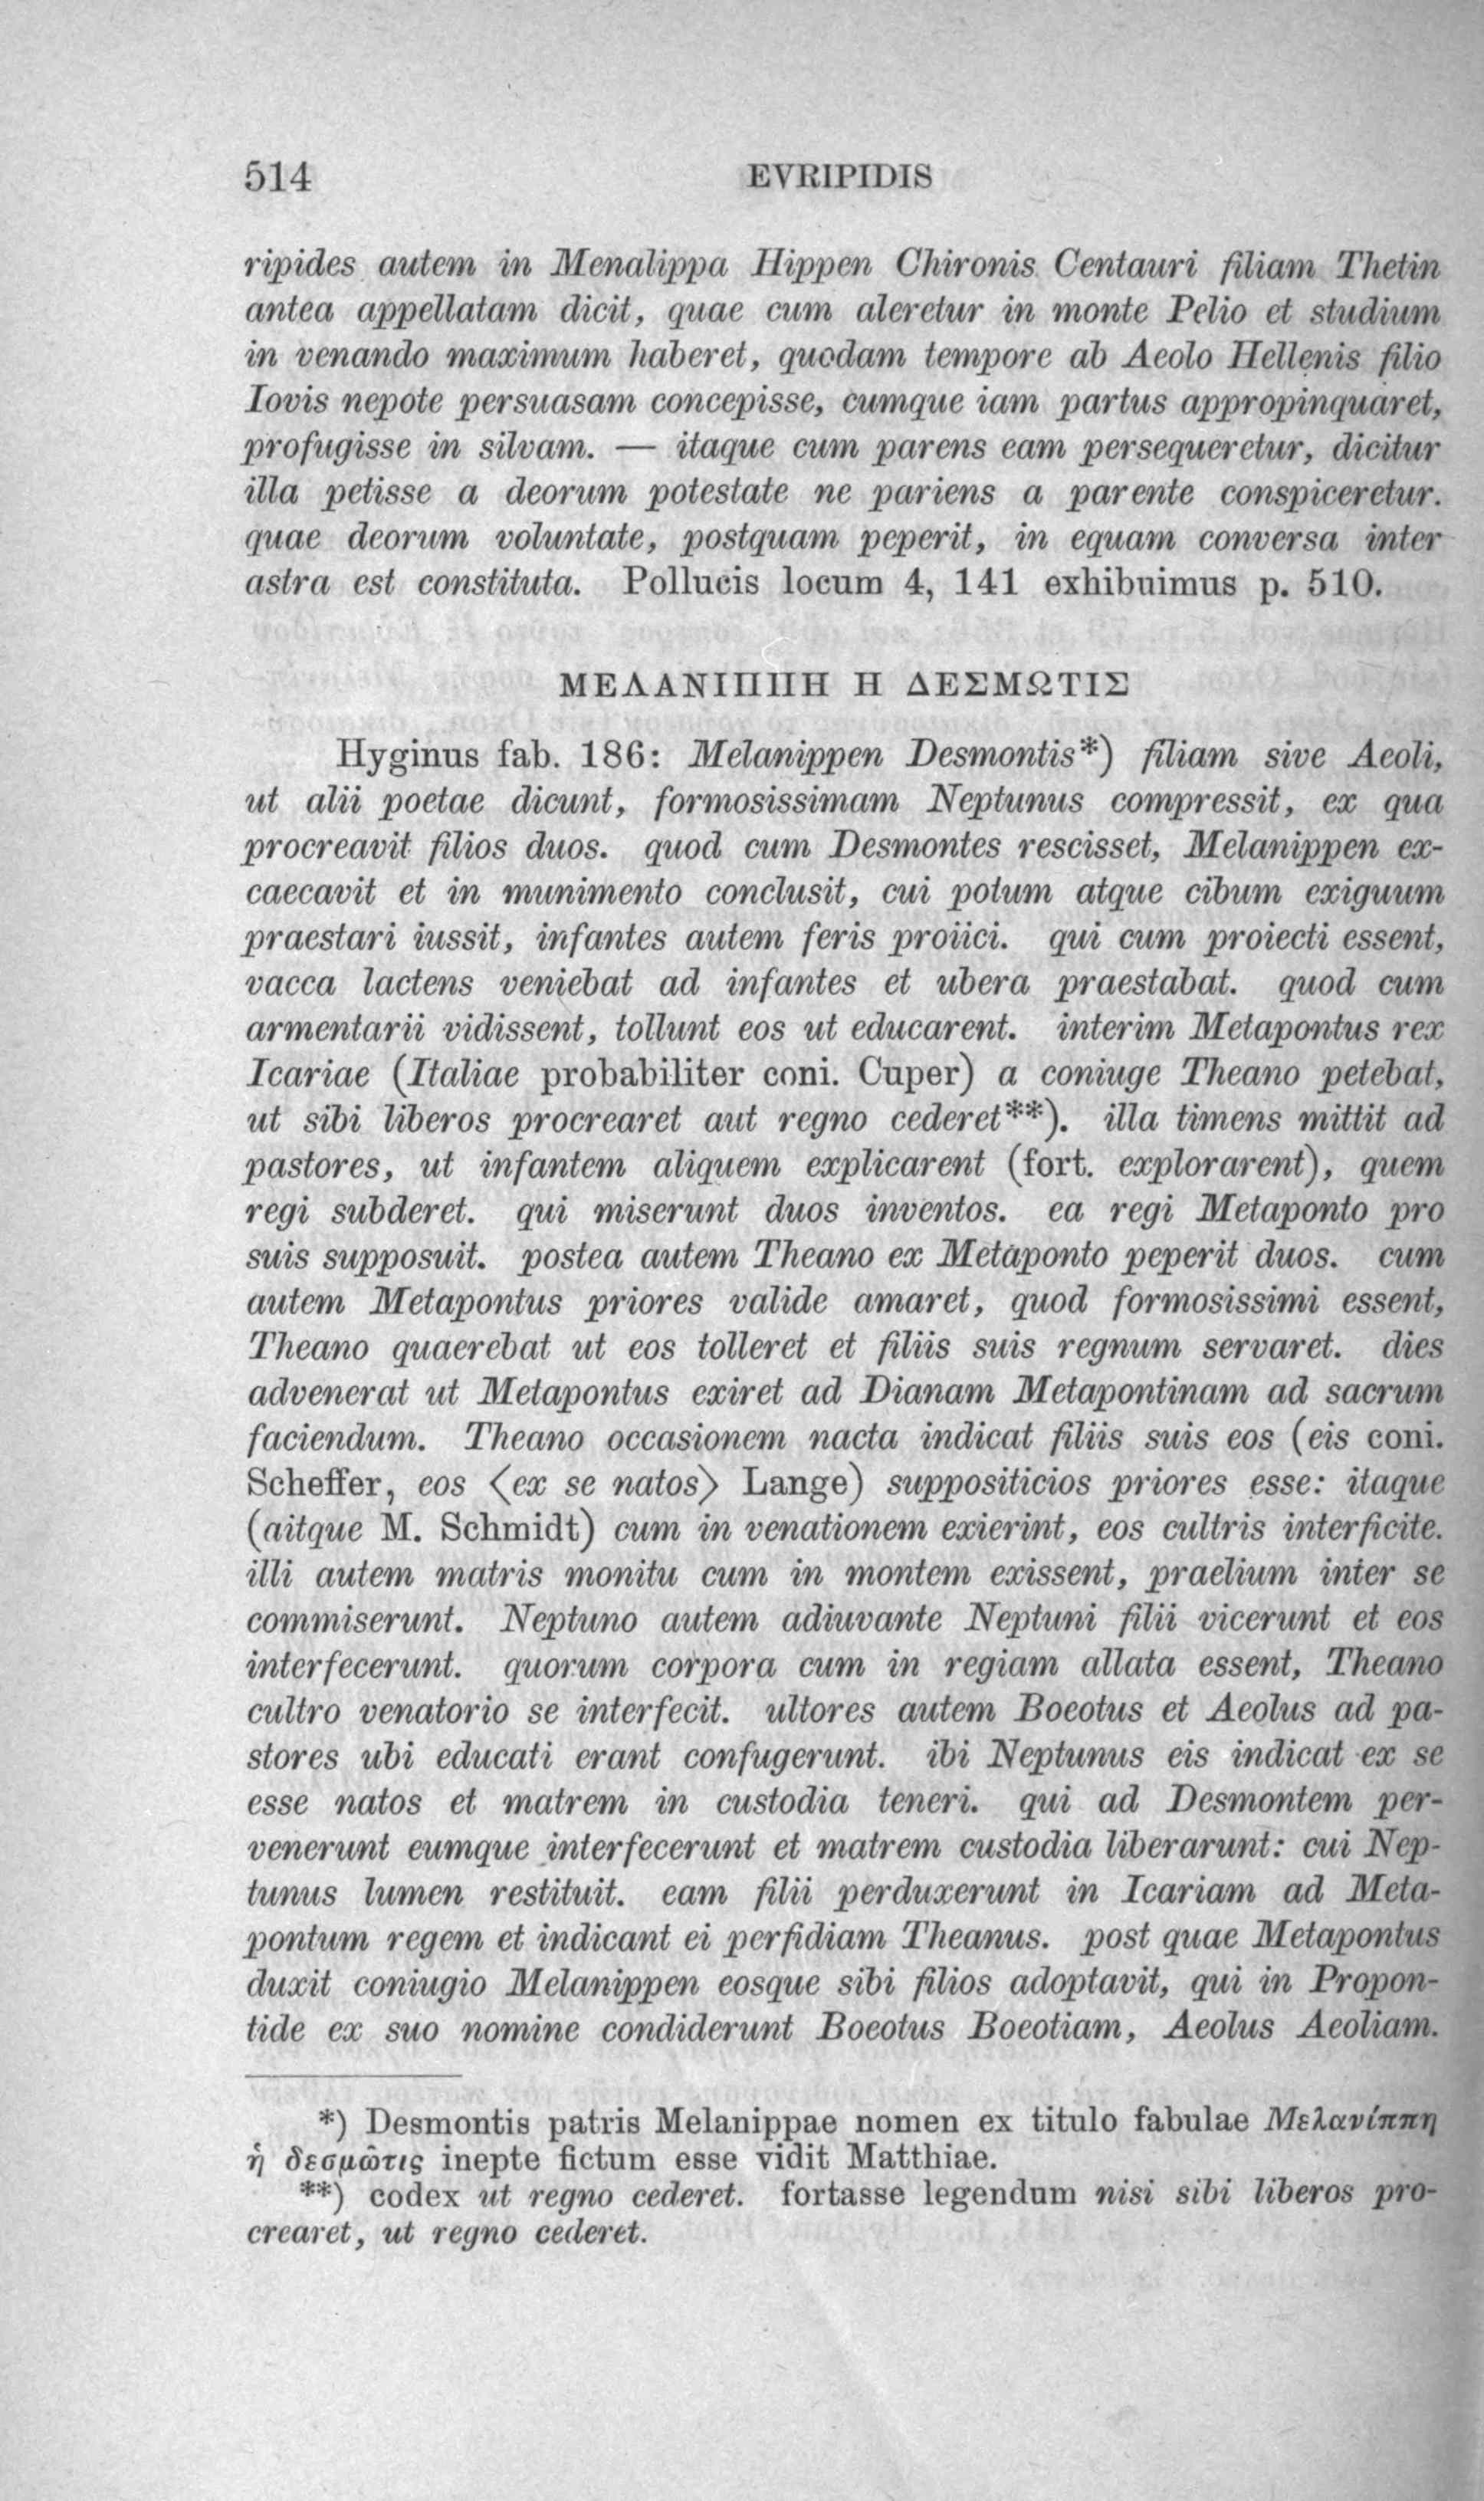 514 EVRIPIDIS
ripides autem in Menalippa Hippen Chironis Centauri filiam Thetin
antea appellatam dicit, quae cum aleretur in monte Pelio et studium
in venando maximum haberet, quodam tempore ab Aeolo Hellenis filio
Iovis nepote persuasam concepisse, cumque iam partus appropinquaret,
profugisse in silvam. — itaque cum parens eam persequeretur, dicitur
illa petisse a deorum potestate ne pariens a parente conspiceretur.
quae deorum voluntate, postquam peperit, in equam conversa inter
astra est constituta. Pollucis locum 4, 141 exhibuimus p. 510.
ΜΕΛΑΝΙΠΠΗ Η ΔΕΣΜΩΤΙΣ
Hyginus fab. 186: Melanippen Desmontis*) filiam sive Aeoli,
ut alii poetae dicunt, formosissimam Neptunus compressit, ex qua
procreavit filios duos. quod cum Desmontes rescisset, Melanippen ex-
caecavit et in munimento conclusit, cui potum atque cibum exiguum
praestari iussit, infantes autem feris proiici. qui cum proiecti essent,
vacca lactens veniebat ad infantes et ubera praestabat. quod cum
armentarii vidissent, tollunt eos ut educarent. interim Metapontus rex
Icariae (Italiae probabiliter coni. Cuper) a coniuge Theano petebat,
ut sibi liberos procrearet aut regno cederet**). illa timens mittit ad
pastores, ut infantem aliquem explicarent (fort. explorarent), quem
regi subderet. qui miserunt duos inventos. ea regi Metaponto pro
suis supposuit. postea autem Theano ex Metaponto peperit duos. cum
autem Metapontus priores valide amaret, quod formosissimi essent,
Theano quaerebat ut eos tolleret et filiis suis regnum servaret. dies
advenerat ut Metapontus exiret ad Dianam Metapontinam ad sacrum
faciendum. Theano occasionem nacta indicat filiis suis eos (eis coni.
Scheffer, eos ⟨ex se natos⟩ Lange) suppositicios priores esse: itaque
(aitque M. Schmidt) cum in venationem exierint, eos cultris interficite.
illi autem matris monitu cum in montem exissent, praelium inter se
commiserunt. Neptuno autem adiuvante Neptuni filii vicerunt et eos
interfecerunt. quorum corpora cum in regiam allata essent, Theano
cultro venatorio se interfecit. ultores autem Boeotus et Aeolus ad pa-
stores ubi educati erant confugerunt. ibi Neptunus eis indicat ex se
esse natos et matrem in custodia teneri. qui ad Desmontem per-
venerunt eumque interfecerunt et matrem custodia liberarunt: cui Nep-
tunus lumen restituit. eam filii perduxerunt in Icariam ad Meta-
pontum regem et indicant ei perfidiam Theanus. post quae Metapontus
duxit coniugio Melanippen eosque sibi filios adoptavit, qui in Propon-
tide ex suo nomine condiderunt Boeotus Boeotiam, Aeolus Aeoliam.
*) Desmontis patris Melanippae nomen ex titulo fabulae Μελανίππη
ἡ δεσμῶτις inepte fictum esse vidit Matthiae.
**) codex ut regno cederet. fortasse legendum nisi sibi liberos pro-
crearet, ut regno cederet.